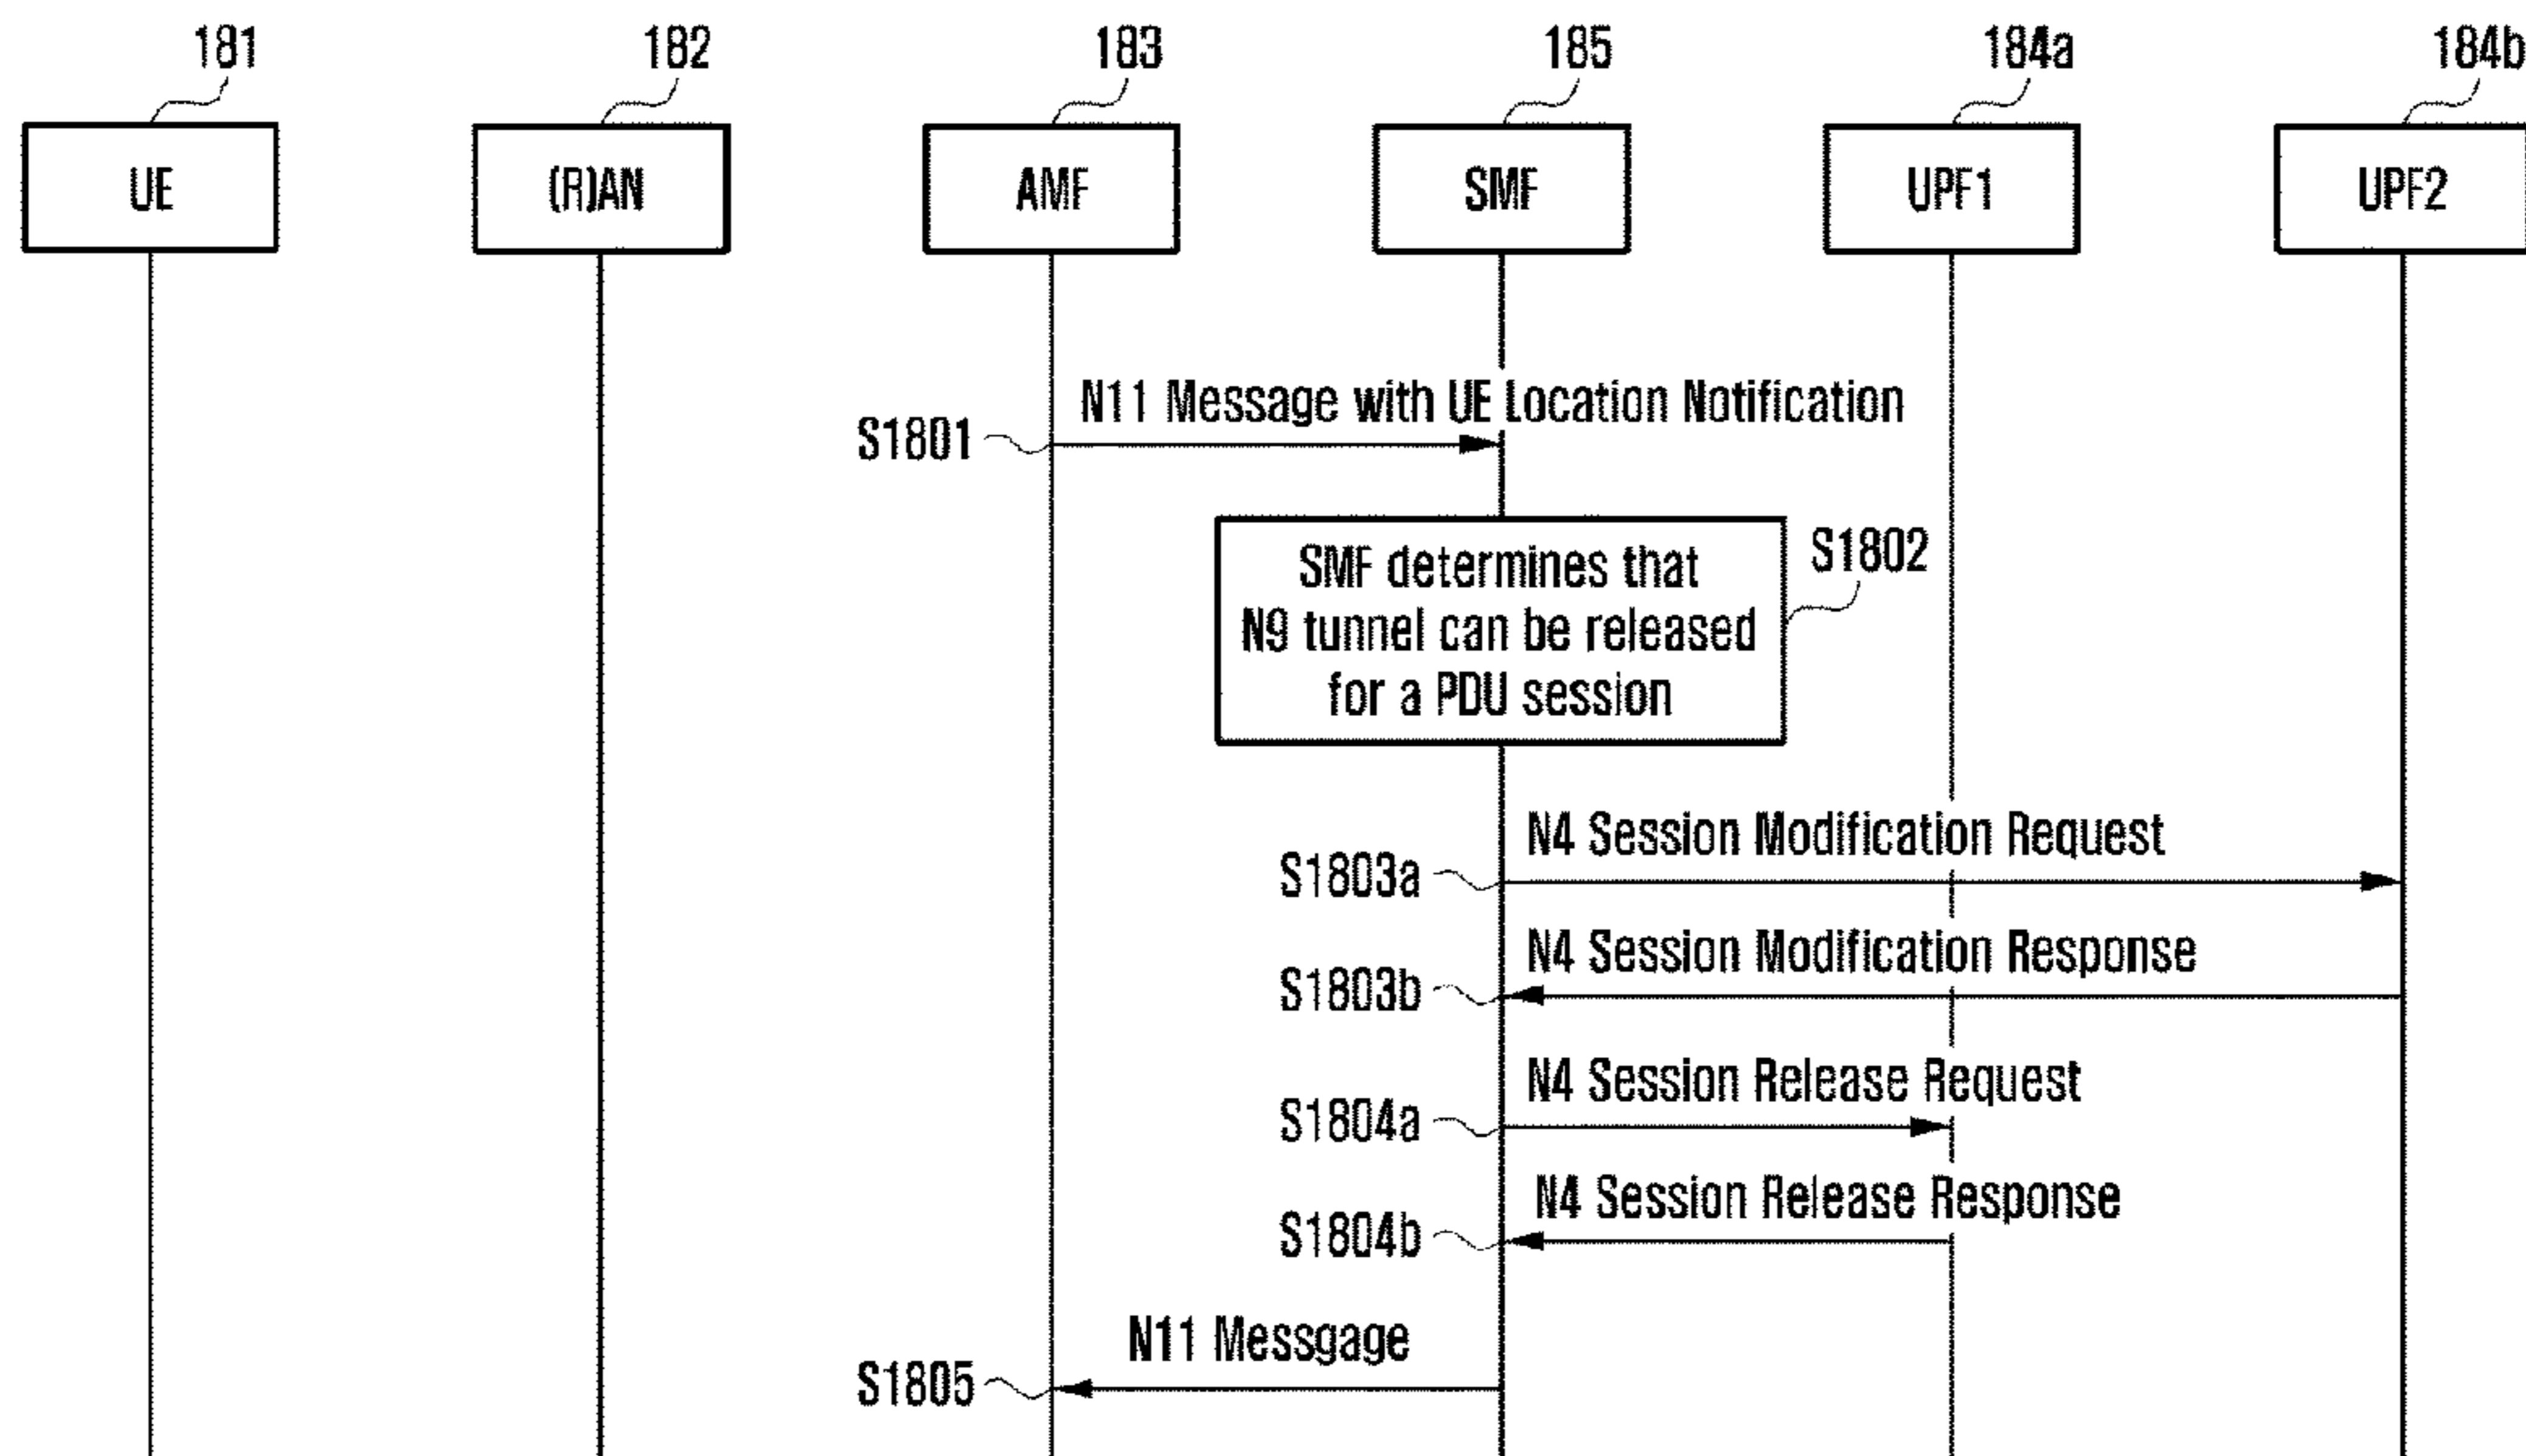 181
182
183
185
184a
184b
UE
(R)AN
AMF
SMF
UPF1
UPF2
N11 Message with UE Location Notification
S1801
SMF determines that
N9 tunnel can be released
for a PDU session
S1802
N4 Session Modification Request
S1803a
N4 Session Modification Response
S1803b
N4 Session Release Request
S1804a
N4 Session Release Response
S1804b
N11 Messgage
S1805